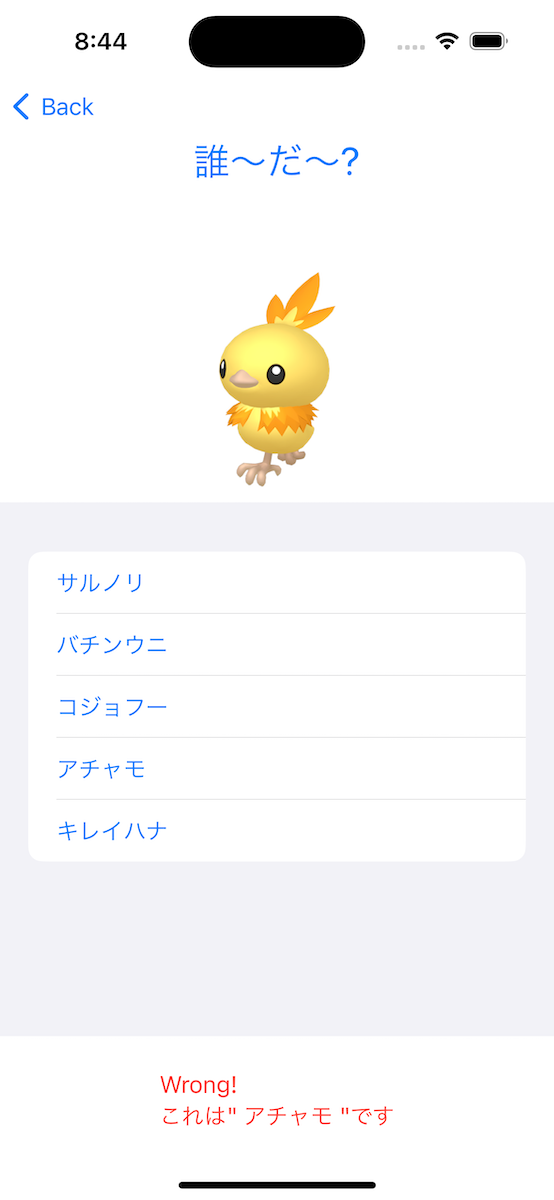 8:44
Back
誰〜だ〜?
サルノリ
バチンウニ
コジョフー
アチャモ
キレイハナ
Wrong!
これは" アチャモ "です